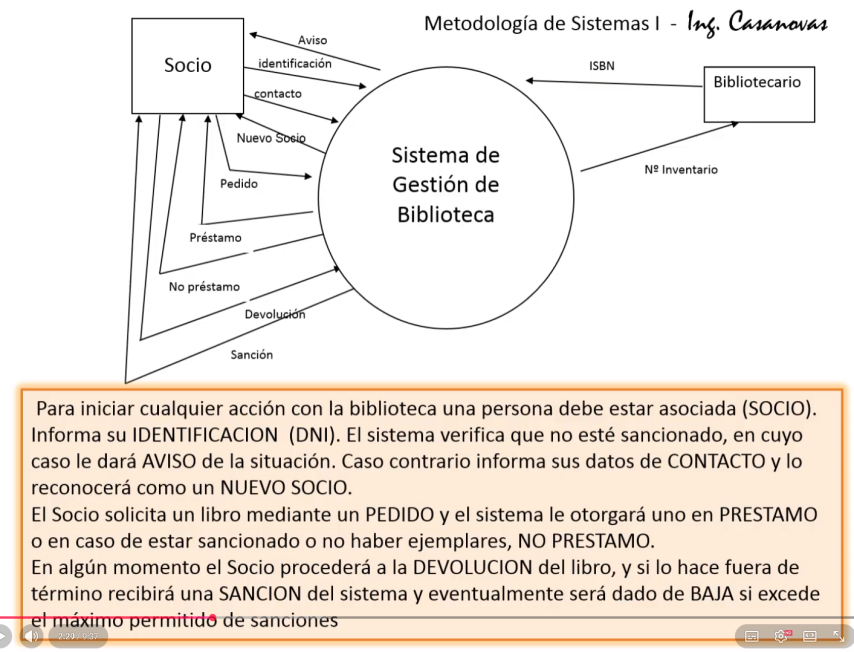 Metodología de Sistemas I - Ing. Casanovas
Aviso
Socio
identificación
contacto
Nuevo Socio
Pedido
Préstamo
No préstamo
Devolución
Sanción
Sistema de
Gestión de
Biblioteca
ISBN
Bibliotecario
Nº Inventario
Para iniciar cualquier acción con la biblioteca una persona debe estar asociada (SOCIO).
Informa su IDENTIFICACION (DNI). El sistema verifica que no esté sancionado, en cuyo
caso le dará AVISO de la situación. Caso contrario informa sus datos de CONTACTO y lo
reconocerá como un NUEVO SOCIO.
El Socio solicita un libro mediante un PEDIDO y el sistema le otorgará uno en PRESTAMO
o en caso de estar sancionado o no haber ejemplares, NO PRESTAMO.
En algún momento el Socio procederá a la DEVOLUCION del libro, y si lo hace fuera de
término recibirá una SANCION del sistema y eventualmente será dado de BAJA si excede
el máximo permitido de sanciones
2:29 / 9:37